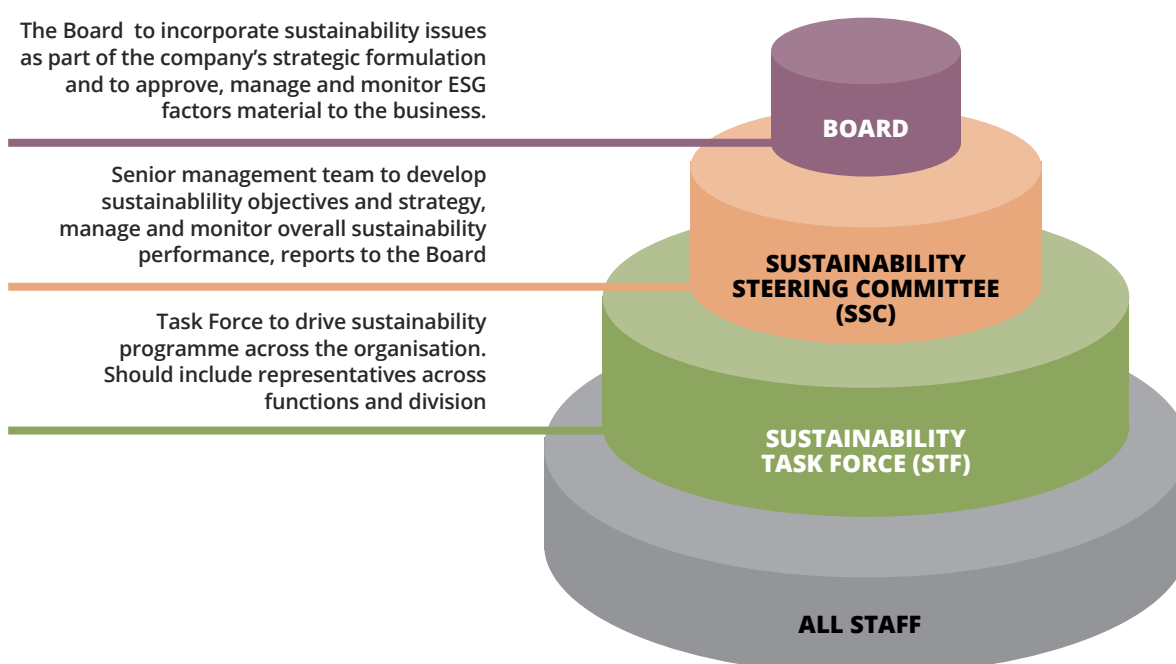 The Board  to incorporate sustainability issues
as part of the company’s strategic formulation
and to approve, manage and monitor ESG
factors material to the business.
BOARD
Senior management team to develop
sustainablility objectives and strategy,
manage and monitor overall sustainability
performance, reports to the Board
SUSTAINABILITY
STEERING COMMITTEE
(SSC)
Task Force to drive sustainability
programme across the organisation.
Should include representatives across
functions and division
SUSTAINABILITY
TASK FORCE (STF)
ALL STAFF